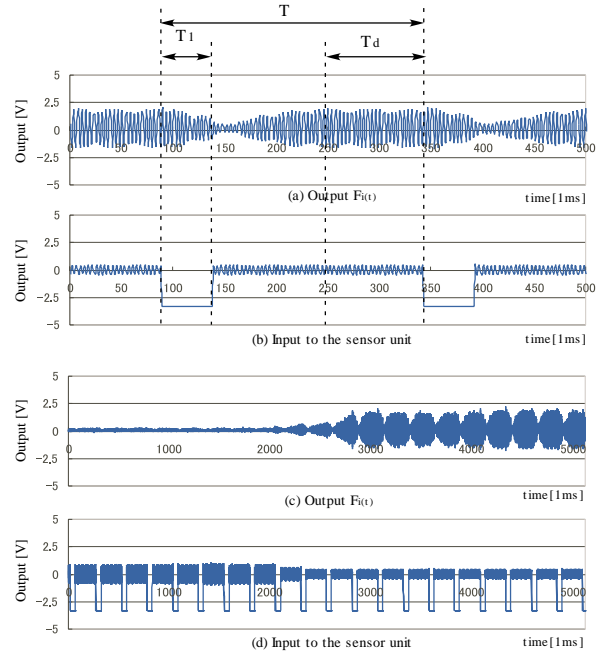 T
T1
Td
5
2.5
0
-2.5
-5
Output [V]
0 50 100 150 200 250 300 350 400 450 500
(a) Output Fi(t)
time[1ms]
5
2.5
0
-2.5
-5
Output [V]
0 50 100 150 200 250 300 350 400 450 500
(b) Input to the sensor unit
time[1ms]
5
2.5
0
-2.5
-5
Output [V]
0 1000 2000 3000 4000 5000
(c) Output Fi(t)
time[1ms]
5
2.5
0
-2.5
-5
Output [V]
0 1000 2000 3000 4000 5000
(d) Input to the sensor unit
time[1ms]